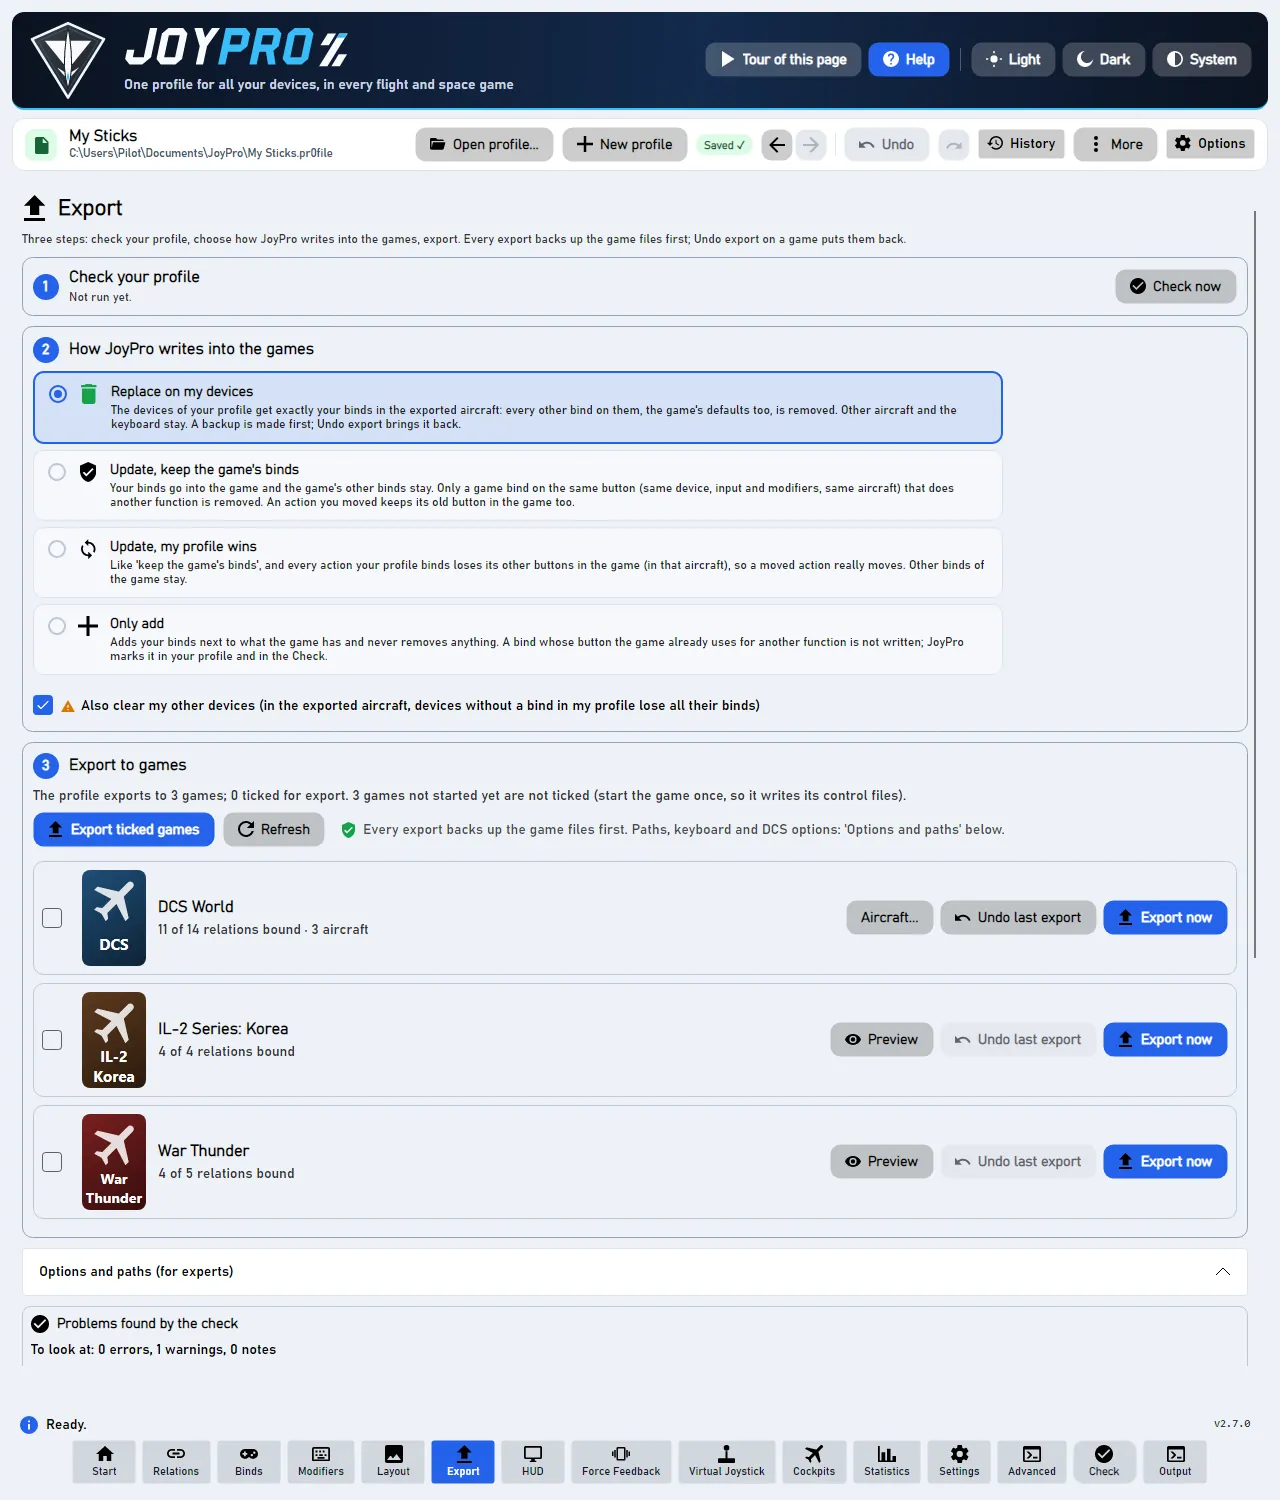 JOYPRO
One profile for all your devices, in every flight and space game
Tour of this page
Help
Light
Dark
System
My Sticks
C:\Users\Pilot\Documents\JoyPro\My Sticks.pr0file
Open profile...
New profile
Saved ✓
Undo
History
More
Options
Export
Three steps: check your profile, choose how JoyPro writes into the games, export. Every export backs up the game files first; Undo export on a game puts them back.
1
Check your profile
Not run yet.
Check now
2
How JoyPro writes into the games
Replace on my devices
The devices of your profile get exactly your binds in the exported aircraft: every other bind on them, the game's defaults too, is removed. Other aircraft and the
keyboard stay. A backup is made first; Undo export brings it back.
Update, keep the game's binds
Your binds go into the game and the game's other binds stay. Only a game bind on the same button (same device, input and modifiers, same aircraft) that does
another function is removed. An action you moved keeps its old button in the game too.
Update, my profile wins
Like 'keep the game's binds', and every action your profile binds loses its other buttons in the game (in that aircraft), so a moved action really moves. Other binds of
the game stay.
Only add
Adds your binds next to what the game has and never removes anything. A bind whose button the game already uses for another function is not written; JoyPro
marks it in your profile and in the Check.
Also clear my other devices (in the exported aircraft, devices without a bind in my profile lose all their binds)
3
Export to games
The profile exports to 3 games; 0 ticked for export. 3 games not started yet are not ticked (start the game once, so it writes its control files).
Export ticked games
Refresh
Every export backs up the game files first. Paths, keyboard and DCS options: 'Options and paths' below.
DCS
DCS World
11 of 14 relations bound · 3 aircraft
Aircraft...
Undo last export
Export now
IL-2
Korea
IL-2 Series: Korea
4 of 4 relations bound
Preview
Undo last export
Export now
War
Thunder
War Thunder
4 of 5 relations bound
Preview
Undo last export
Export now
Options and paths (for experts)
Problems found by the check
To look at: 0 errors, 1 warnings, 0 notes
Ready.
v2.7.0
Start
Relations
Binds
Modifiers
Layout
Export
HUD
Force Feedback
Virtual Joystick
Cockpits
Statistics
Settings
Advanced
Check
Output